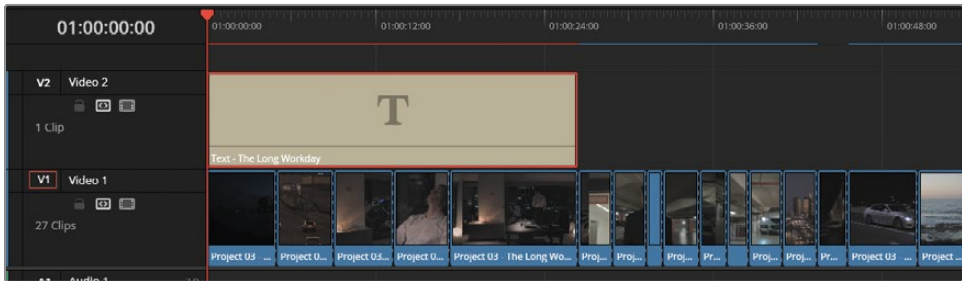 01:00:00:00
01:00:00:00 01:00:12:00 01:00:24:00 01:00:36:00 01:00:48:00
V2 Video 2
1 Clip
T
Text - The Long Workday
V1 Video 1
27 Clips
Project 03 - ... Project 0... Project 03... Project 0... Project 03 - The Long Wo... Proj... Proj... Proj... Pr... Proj... Proj... Pr... Project 03 - ... Project ...
A1 Audio 1